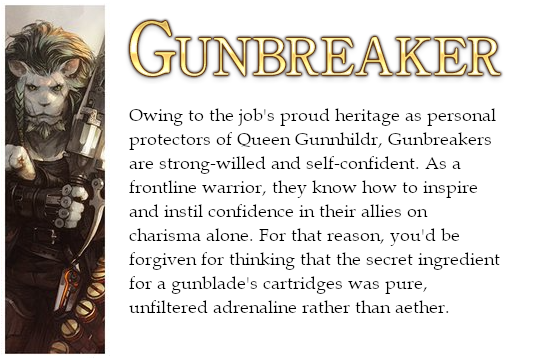 GUNBREAKER
Owing to the job's proud heritage as personal
protectors of Queen Gunnhildr, Gunbreakers
are strong-willed and self-confident. As a
frontline warrior, they know how to inspire
and instil confidence in their allies on
charisma alone. For that reason, you'd be
forgiven for thinking that the secret ingredient
for a gunblade's cartridges was pure,
unfiltered adrenaline rather than aether.